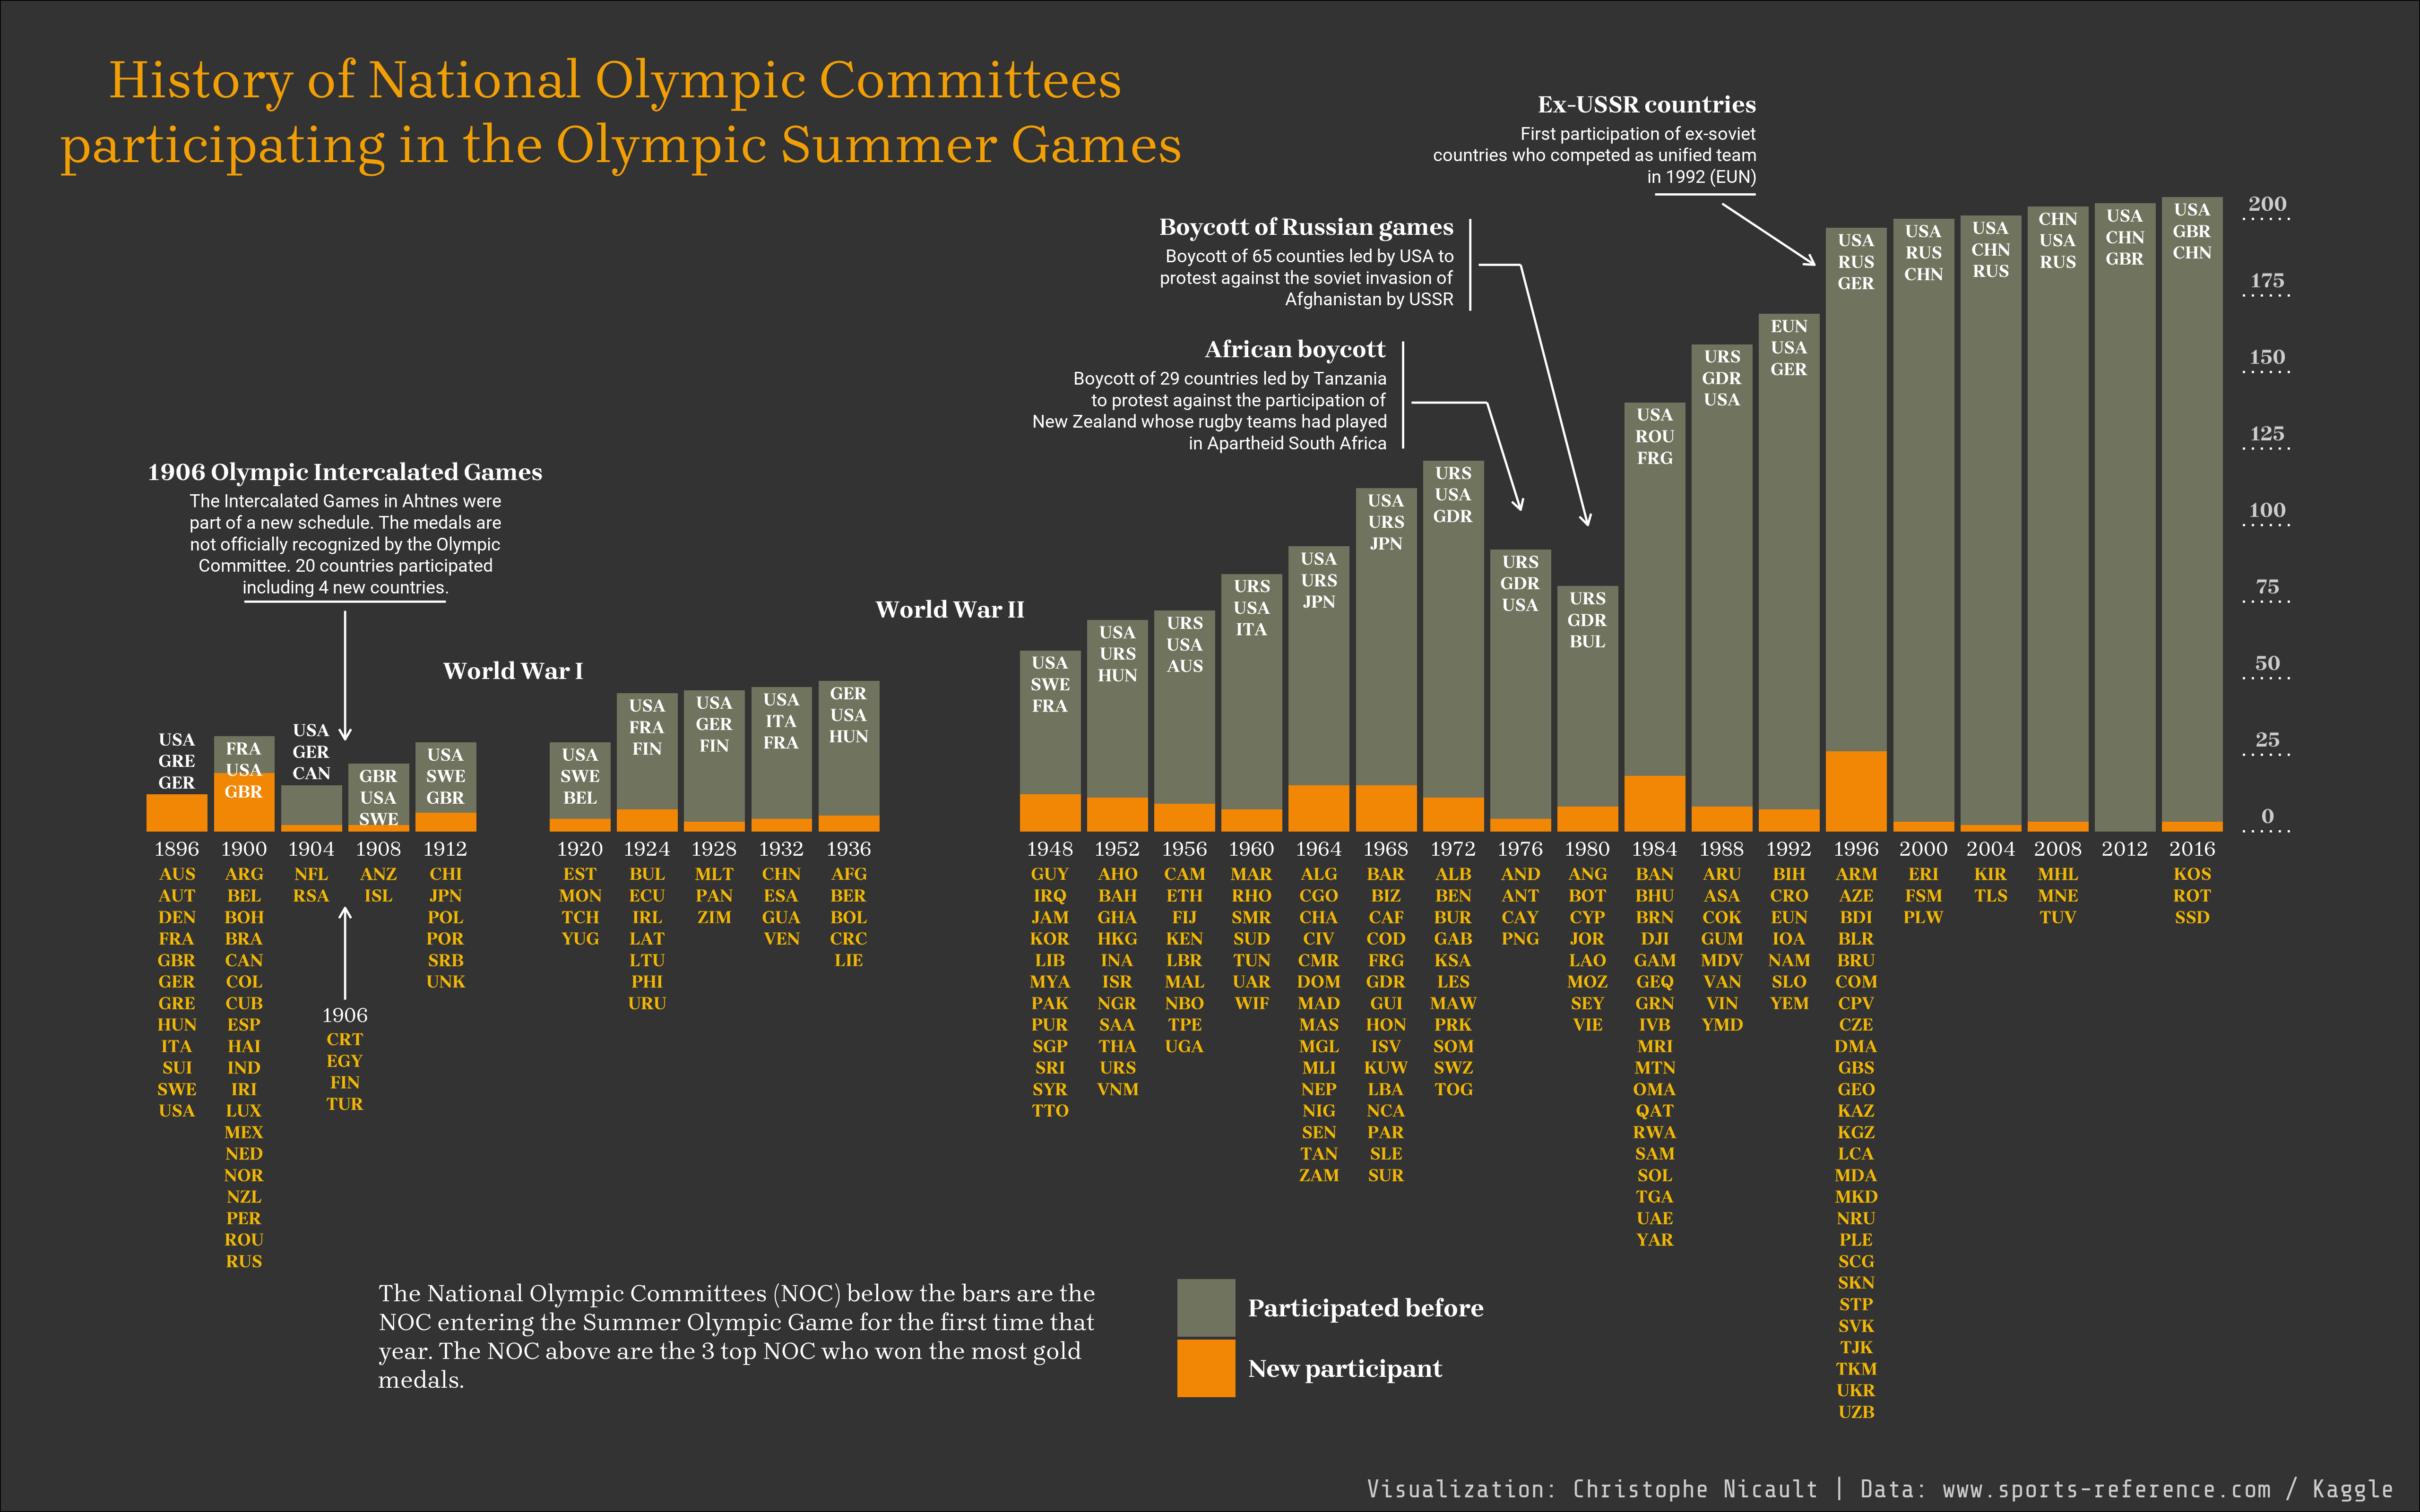 History of National Olympic Committees
participating in the Olympic Summer Games
Ex-USSR countries
First participation of ex-soviet
countries who competed as unified team
in 1992 (EUN)
Boycott of Russian games
Boycott of 65 counties led by USA to
protest against the soviet invasion of
Afghanistan by USSR
African boycott
Boycott of 29 countries led by Tanzania
to protest against the participation of
New Zealand whose rugby teams had played
in Apartheid South Africa
1906 Olympic Intercalated Games
The Intercalated Games in Ahtnes were
part of a new schedule. The medals are
not officially recognized by the Olympic
Committee. 20 countries participated
including 4 new countries.
World War I
World War II
200
175
150
125
100
75
50
25
0
USA
GRE
GER
1896
AUS
AUT
DEN
FRA
GBR
GER
GRE
HUN
ITA
SUI
SWE
USA
FRA
USA
GBR
1900
ARG
BEL
BOH
BRA
CAN
COL
CUB
ESP
HAI
IND
IRI
LUX
MEX
NED
NOR
NZL
PER
ROU
RUS
USA
GER
CAN
1904
NFL
RSA
1906
CRT
EGY
FIN
TUR
GBR
USA
SWE
1908
ANZ
ISL
USA
SWE
GBR
1912
CHI
JPN
POL
POR
SRB
UNK
USA
SWE
BEL
1920
EST
MON
TCH
YUG
USA
FRA
FIN
1924
BUL
ECU
IRL
LAT
LTU
PHI
URU
USA
GER
FIN
1928
MLT
PAN
ZIM
USA
ITA
FRA
1932
CHN
ESA
GUA
VEN
GER
USA
HUN
1936
AFG
BER
BOL
CRC
LIE
USA
SWE
FRA
1948
GUY
IRQ
JAM
KOR
LIB
MYA
PAK
PUR
SGP
SRI
SYR
TTO
USA
URS
HUN
1952
AHO
BAH
GHA
HKG
INA
ISR
NGR
SAA
THA
URS
VNM
URS
USA
AUS
1956
CAM
ETH
FIJ
KEN
LBR
MAL
NBO
TPE
UGA
URS
USA
ITA
1960
MAR
RHO
SMR
SUD
TUN
UAR
WIF
USA
URS
JPN
1964
ALG
CGO
CHA
CIV
CMR
DOM
MAD
MAS
MGL
MLI
NEP
NIG
SEN
TAN
ZAM
USA
URS
JPN
1968
BAR
BIZ
CAF
COD
FRG
GDR
GUI
HON
ISV
KUW
LBA
NCA
PAR
SLE
SUR
URS
USA
GDR
1972
ALB
BEN
BUR
GAB
KSA
LES
MAW
PRK
SOM
SWZ
TOG
URS
GDR
USA
1976
AND
ANT
CAY
PNG
URS
GDR
BUL
1980
ANG
BOT
CYP
JOR
LAO
MOZ
SEY
VIE
USA
ROU
FRG
1984
BAN
BHU
BRN
DJI
GAM
GEQ
GRN
IVB
MRI
MTN
OMA
QAT
RWA
SAM
SOL
TGA
UAE
YAR
URS
GDR
USA
1988
ARU
ASA
COK
GUM
MDV
VAN
VIN
YMD
EUN
USA
GER
1992
BIH
CRO
EUN
IOA
NAM
SLO
YEM
USA
RUS
GER
1996
ARM
AZE
BDI
BLR
BRU
COM
CPV
CZE
DMA
GBS
GEO
KAZ
KGZ
LCA
MDA
MKD
NRU
PLE
SCG
SKN
STP
SVK
TJK
TKM
UKR
UZB
USA
RUS
CHN
2000
ERI
FSM
PLW
USA
CHN
RUS
2004
KIR
TLS
CHN
USA
RUS
2008
MHL
MNE
TUV
USA
CHN
GBR
2012
USA
GBR
CHN
2016
KOS
ROT
SSD
The National Olympic Committees (NOC) below the bars are the
NOC entering the Summer Olympic Game for the first time that
year. The NOC above are the 3 top NOC who won the most gold
medals.
Participated before
New participant
Visualization: Christophe Nicault | Data: www.sports-reference.com / Kaggle